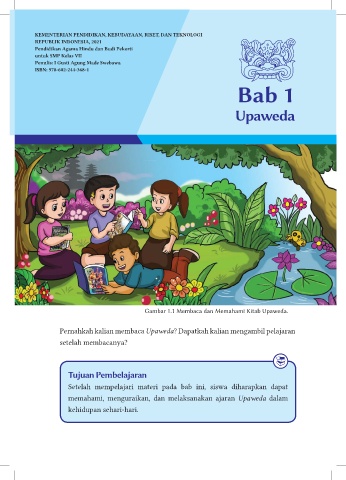 KEMENTERIAN PENDIDIKAN, KEBUDAYAAN, RISET, DAN TEKNOLOGI
REPUBLIK INDONESIA, 2021
Pendidikan Agama Hindu dan Budi Pekerti
untuk SMP Kelas VII
Penulis: I Gusti Agung Made Swebawa
ISBN: 978-602-244-368-1
Bab 1
Upaweda
Gambar 1.1 Membaca dan Memahami Kitab Upaweda.
Pernahkah kalian membaca Upaweda? Dapatkah kalian mengambil pelajaran
setelah membacanya?
Tujuan Pembelajaran
Setelah mempelajari materi pada bab ini, siswa diharapkan dapat
memahami, menguraikan, dan melaksanakan ajaran Upaweda dalam
kehidupan sehari-hari.